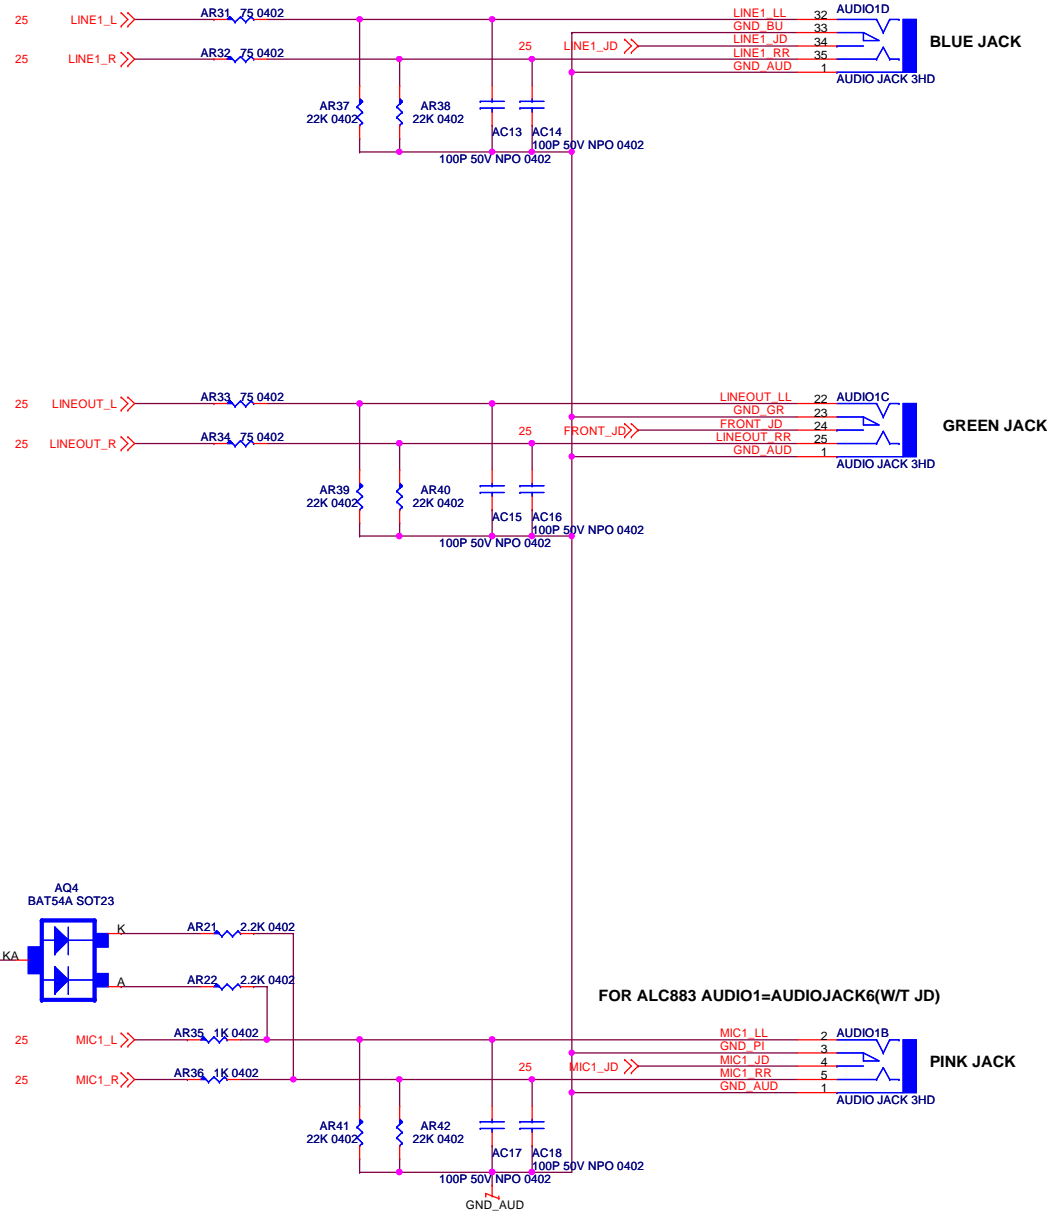 25 LINE1_L AR31 75 0402 LINE1_LL 32 AUDIO1D
GND_BU 33
BLUE JACK
25 LINE1_JD LINE1_JD 34
25 LINE1_R AR32 75 0402 LINE1_RR 35
GND_AUD 1
AUDIO JACK 3HD
AR37 AR38
22K 0402 22K 0402
AC13 AC14
100P 50V NPO 0402
100P 50V NPO 0402
25 LINEOUT_L AR33 75 0402 LINEOUT_LL 22 AUDIO1C
GND_GR 23
GREEN JACK
25 FRONT_JD FRONT_JD 24
25 LINEOUT_R AR34 75 0402 LINEOUT_RR 25
GND_AUD 1
AUDIO JACK 3HD
AR39 AR40
22K 0402 22K 0402
AC15 AC16
100P 50V NPO 0402
100P 50V NPO 0402
AQ4
BAT54A SOT23
K AR21 2.2K 0402
KA
A AR22 2.2K 0402
FOR ALC883 AUDIO1=AUDIOJACK6(W/T JD)
25 MIC1_L AR35 1K 0402 MIC1_LL 2 AUDIO1B
GND_PI 3
PINK JACK
25 MIC1_JD MIC1_JD 4
25 MIC1_R AR36 1K 0402 MIC1_RR 5
GND_AUD 1
AUDIO JACK 3HD
AR41 AR42
22K 0402 22K 0402
AC17 AC18
100P 50V NPO 0402
100P 50V NPO 0402
GND_AUD